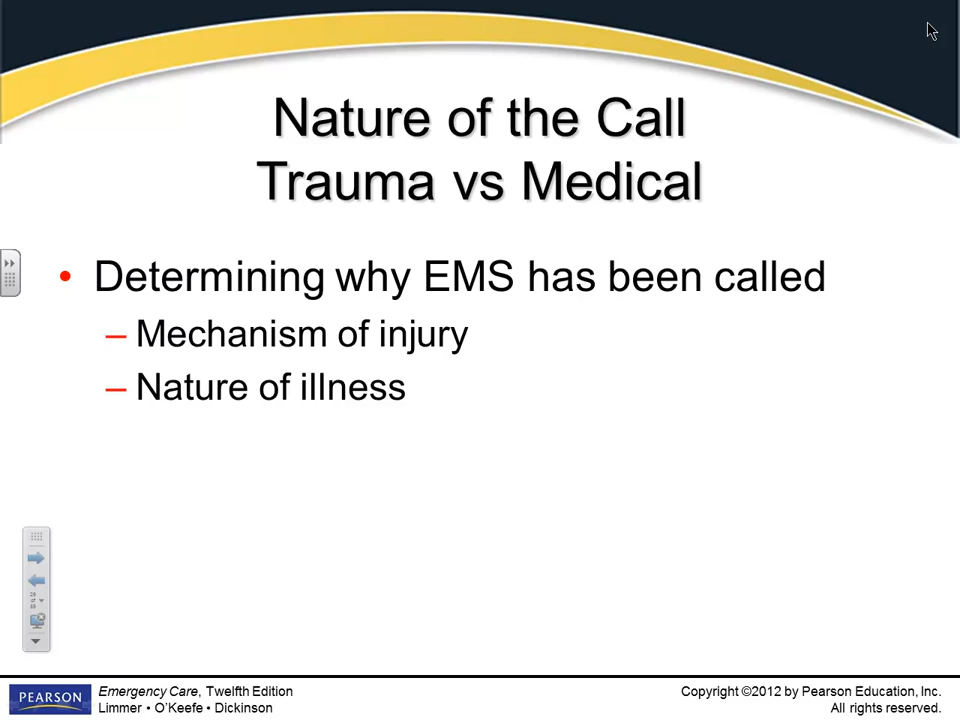 Nature of the Call
Trauma vs Medical
• Determining why EMS has been called
– Mechanism of injury
– Nature of illness
PEARSON
Emergency Care, Twelfth Edition
Limmer • O’Keefe • Dickinson
Copyright ©2012 by Pearson Education, Inc.
All rights reserved.